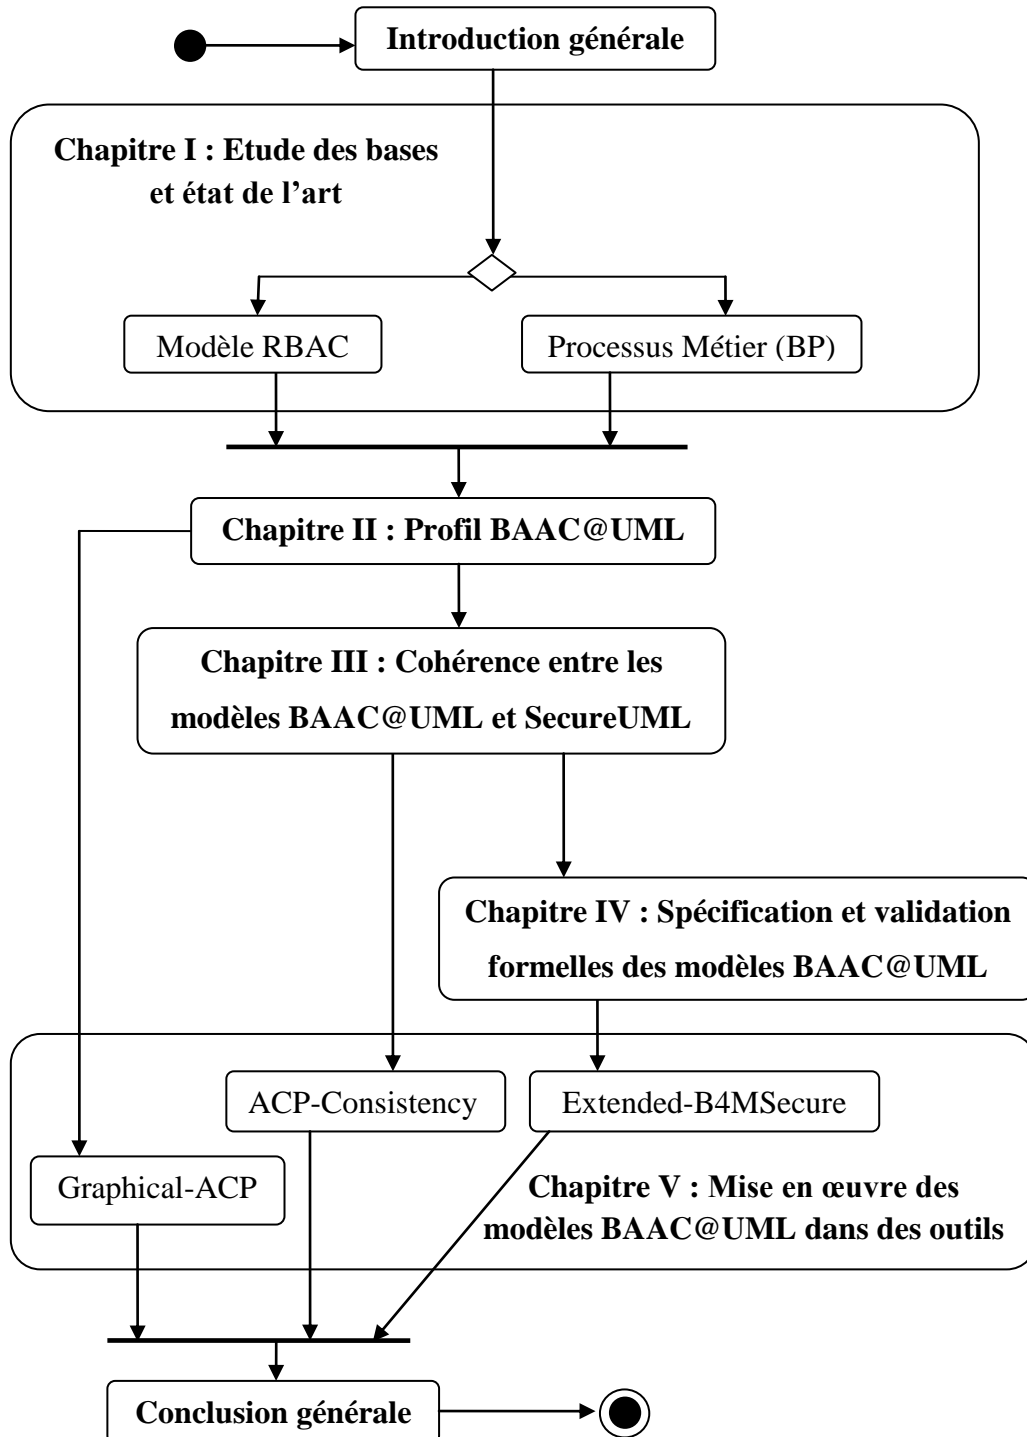 Introduction générale
Chapitre I : Etude des bases
et état de l’art
Modèle RBAC
Processus Métier (BP)
Chapitre II : Profil BAAC@UML
Chapitre III : Cohérence entre les
modèles BAAC@UML et SecureUML
Chapitre IV : Spécification et validation
formelles des modèles BAAC@UML
ACP-Consistency
Extended-B4MSecure
Graphical-ACP
Chapitre V : Mise en œuvre des
modèles BAAC@UML dans des outils
Conclusion générale